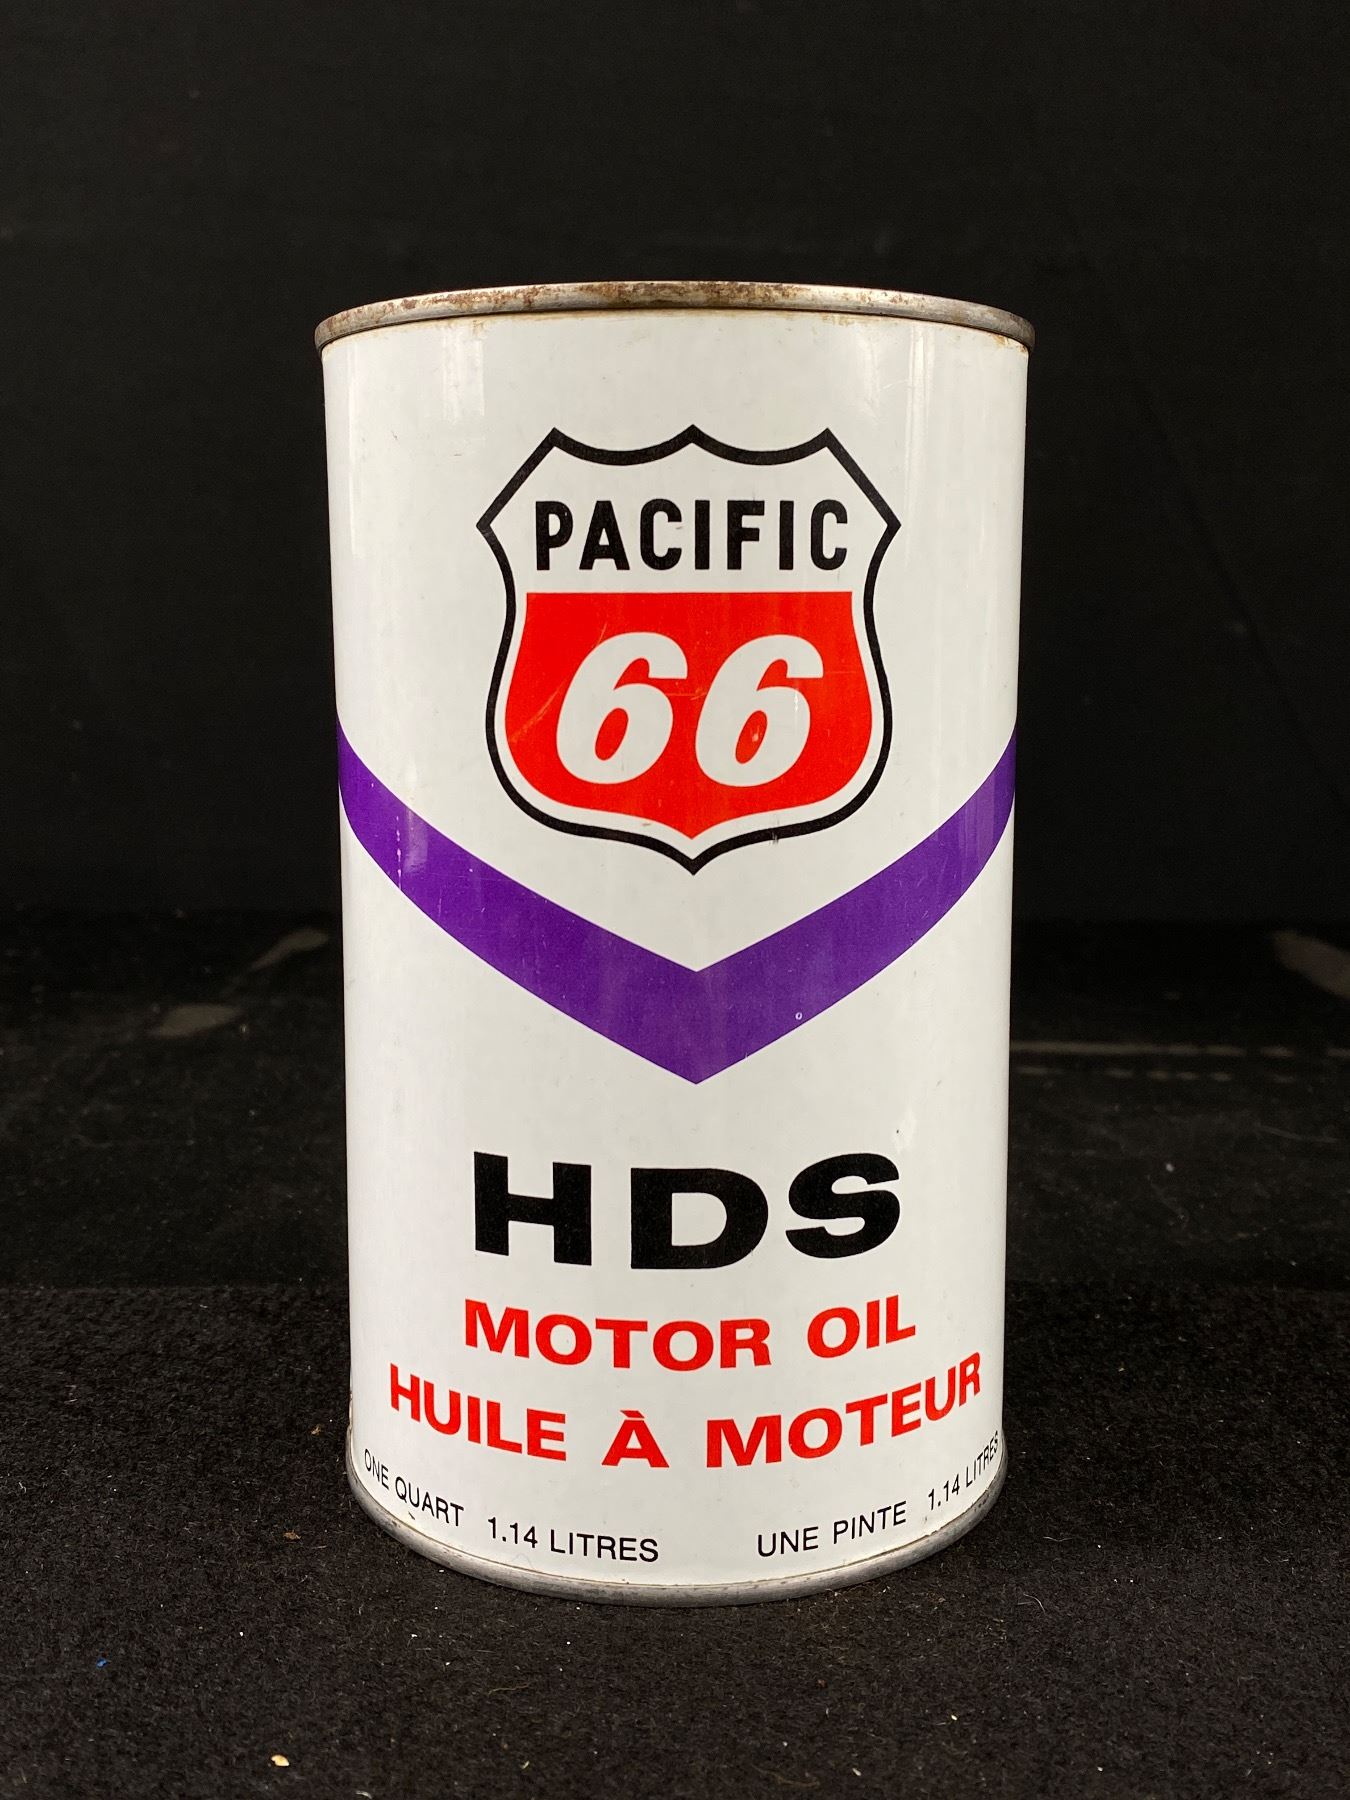 PACIFIC
66
HDS
MOTOR OIL
HUILE À MOTEUR
ONE QUART 1.14 LITRES UNE PINTE 1.14 LITRES